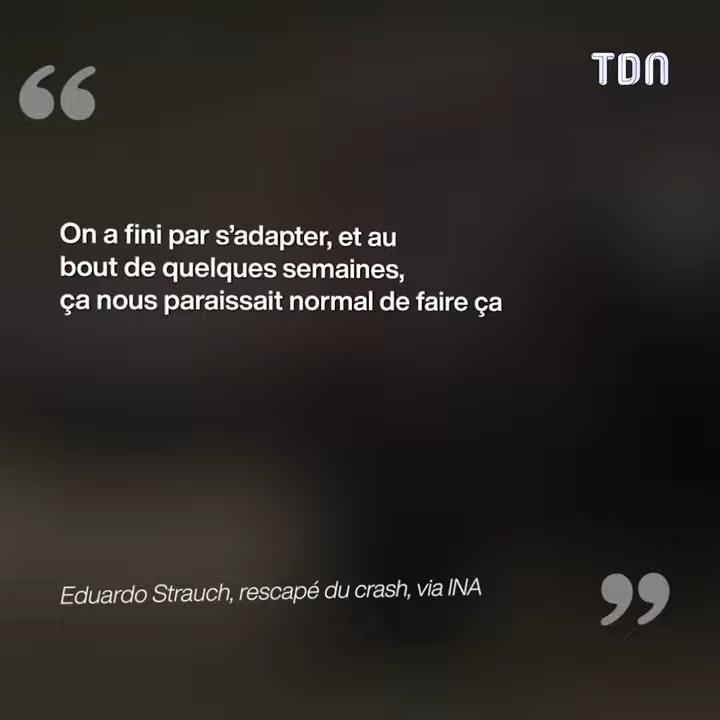 “
TDN
On a fini par s’adapter, et au
bout de quelques semaines,
ça nous paraissait normal de faire ça
Eduardo Strauch, rescapé du crash, via INA
”